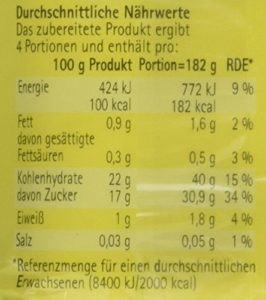 Durchschnittliche Nährwerte
Das zubereitete Produkt ergibt
4 Portionen und enthält pro:
100 g Produkt Portion=182 g RDE*
Energie 424 kJ 772 kJ 9 %
100 kcal 182 kcal
Fett 0,9 g 1,6 g 2 %
davon gesättigte
Fettsäuren 0,3 g 0,5 g 3 %
Kohlenhydrate 22 g 40 g 15 %
davon Zucker 17 g 30,9 g 34 %
Eiweiß 1 g 1,8 g 4 %
Salz 0,03 g 0,05 g 1 %
*Referenzmenge für einen durchschnittlichen
Erwachsenen (8400 kJ/2000 kcal)